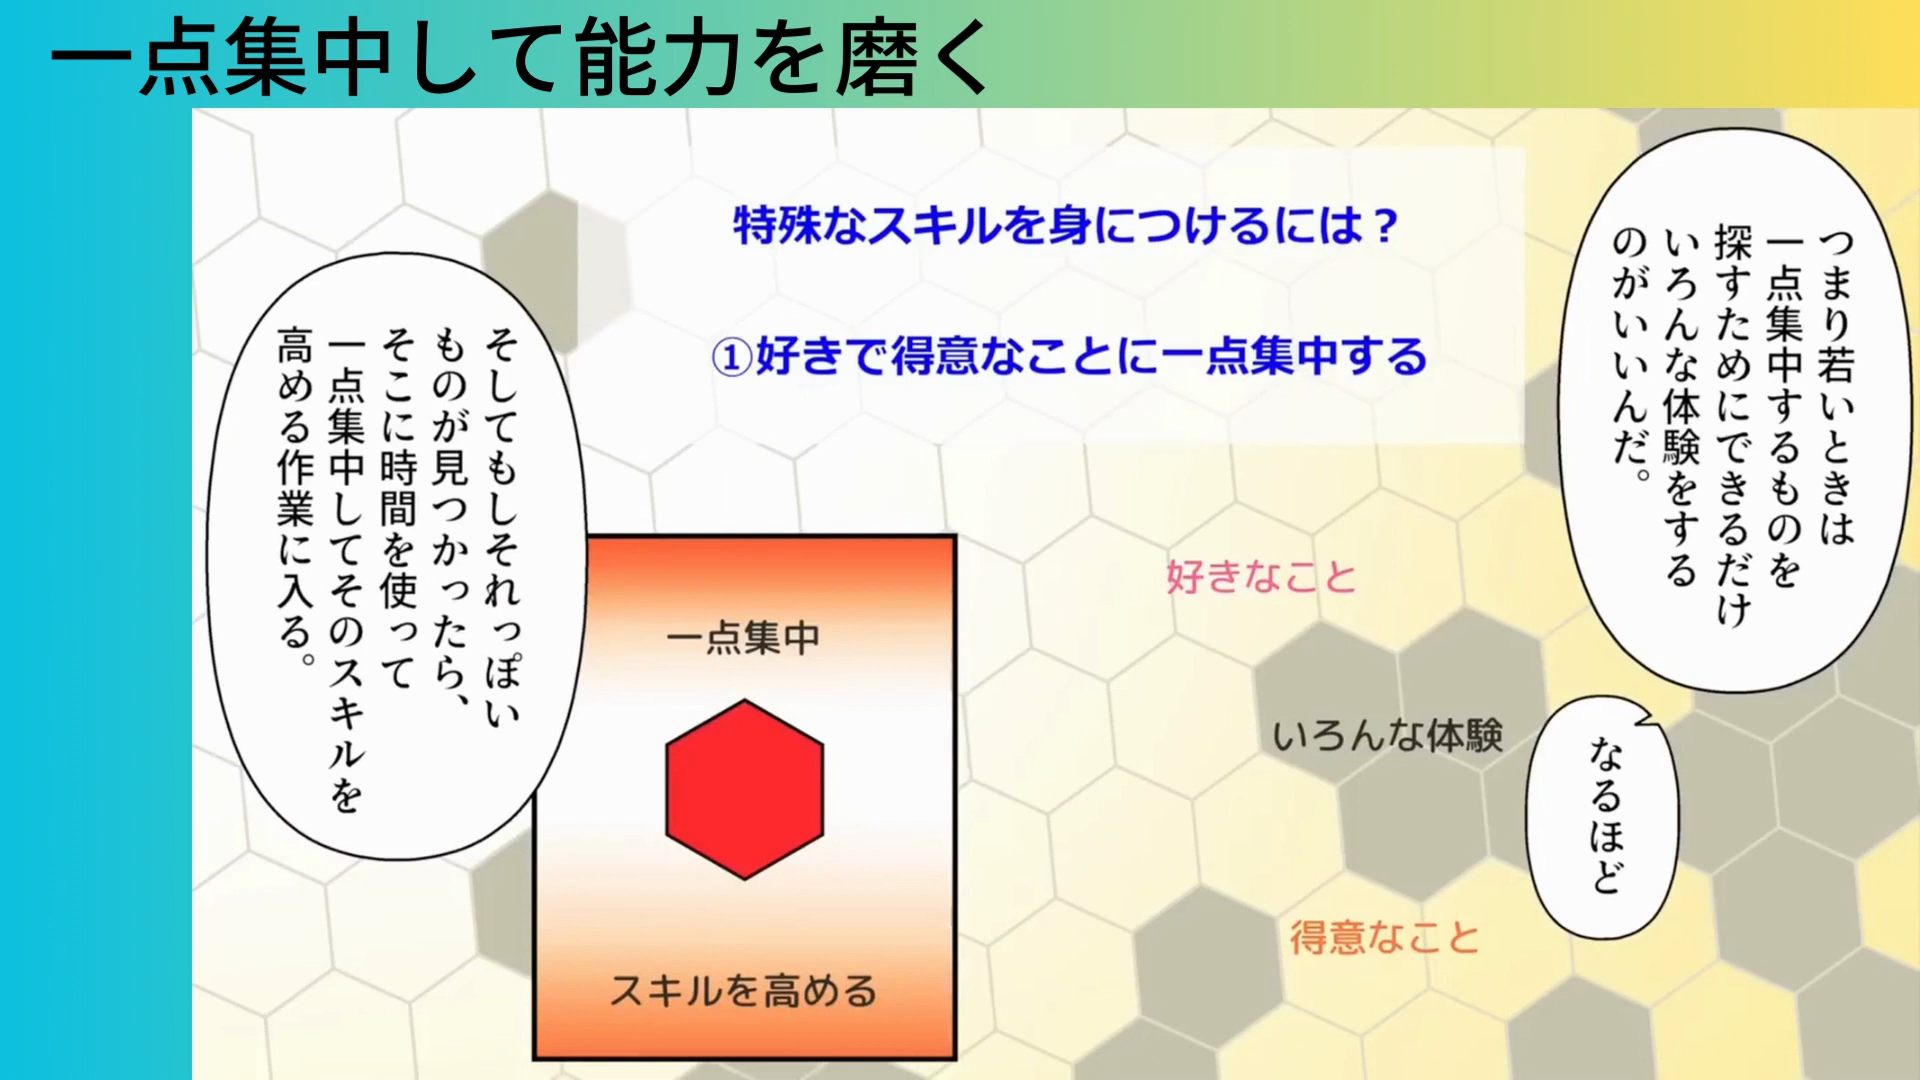 一点集中して能力を磨く
特殊なスキルを身につけるには？
①好きで得意なことに一点集中する
つまり若いときは
一点集中するものを
探すためにできるだけ
いろんな体験をする
のがいいんだ。
なるほど
好きなこと
いろんな体験
得意なこと
そしてもしそれっぽい
ものが見つかったら、
そこに時間を使って
一点集中してそのスキルを
高める作業に入る。
一点集中
スキルを高める